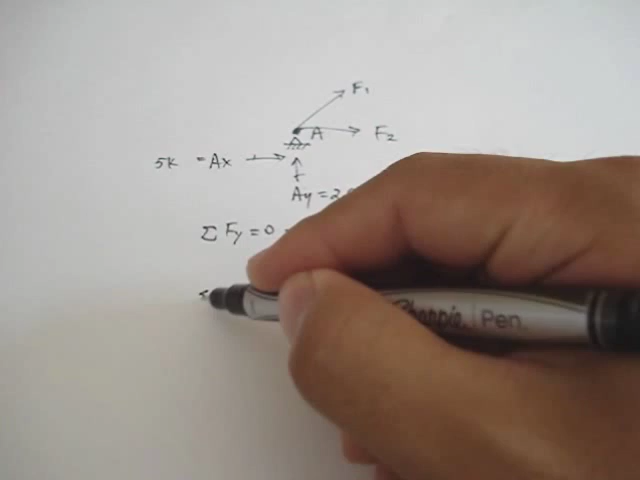 F1
A F2
5K = Ax
Ay = 2.
Σ Fy = 0
Sharpie. Pen.